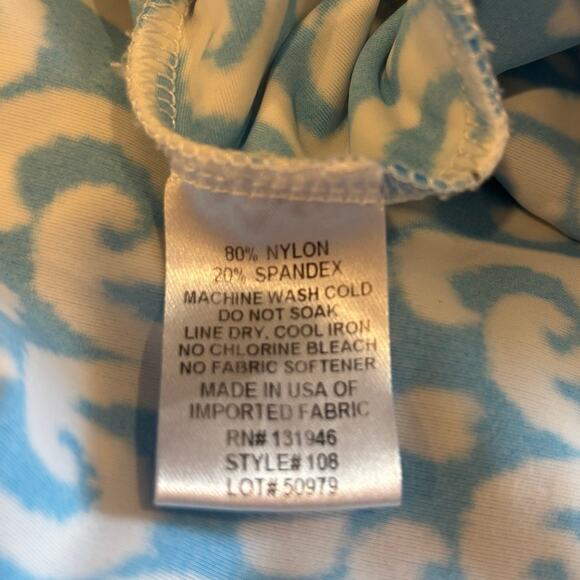 80% NYLON
20% SPANDEX
MACHINE WASH COLD
DO NOT SOAK
LINE DRY, COOL IRON
NO CHLORINE BLEACH
NO FABRIC SOFTENER
MADE IN USA OF
IMPORTED FABRIC
RN# 131946
STYLE# 108
LOT# 50979